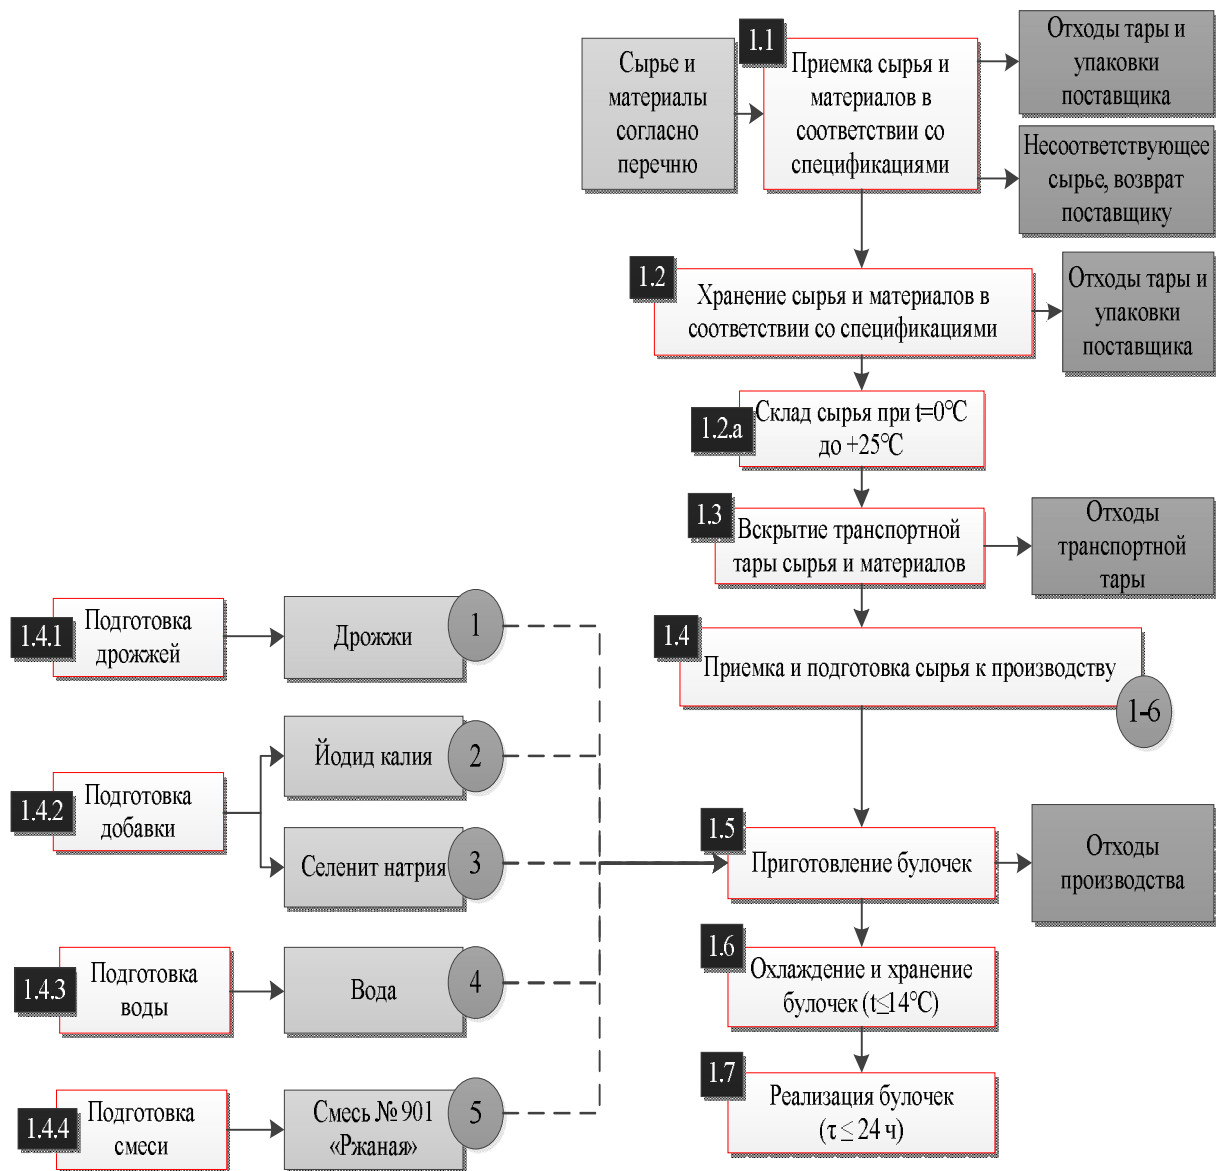 1.1
Сырье и
материалы
согласно
перечню
Приемка сырья и
материалов в
соответствии со
спецификациями
Отходы тары и
упаковки
поставщика
Несоответствующее
сырье, возврат
поставщику
1.2
Хранение сырья и материалов в
соответствии со спецификациями
Отходы тары и
упаковки
поставщика
1.2.а
Склад сырья при t=0°C
до +25°C
1.3
Вскрытие транспортной
тары сырья и материалов
Отходы
транспортной
тары
1.4.1
Подготовка
дрожжей
Дрожжи
1
1.4
Приемка и подготовка сырья к производству
1-6
1.4.2
Подготовка
добавки
Йодид калия
2
Селенит натрия
3
1.5
Приготовление булочек
Отходы
производства
1.4.3
Подготовка
воды
Вода
4
1.6
Охлаждение и хранение
булочек (t≤14°C)
1.4.4
Подготовка
смеси
Смесь № 901
«Ржаная»
5
1.7
Реализация булочек
(τ ≤ 24 ч)